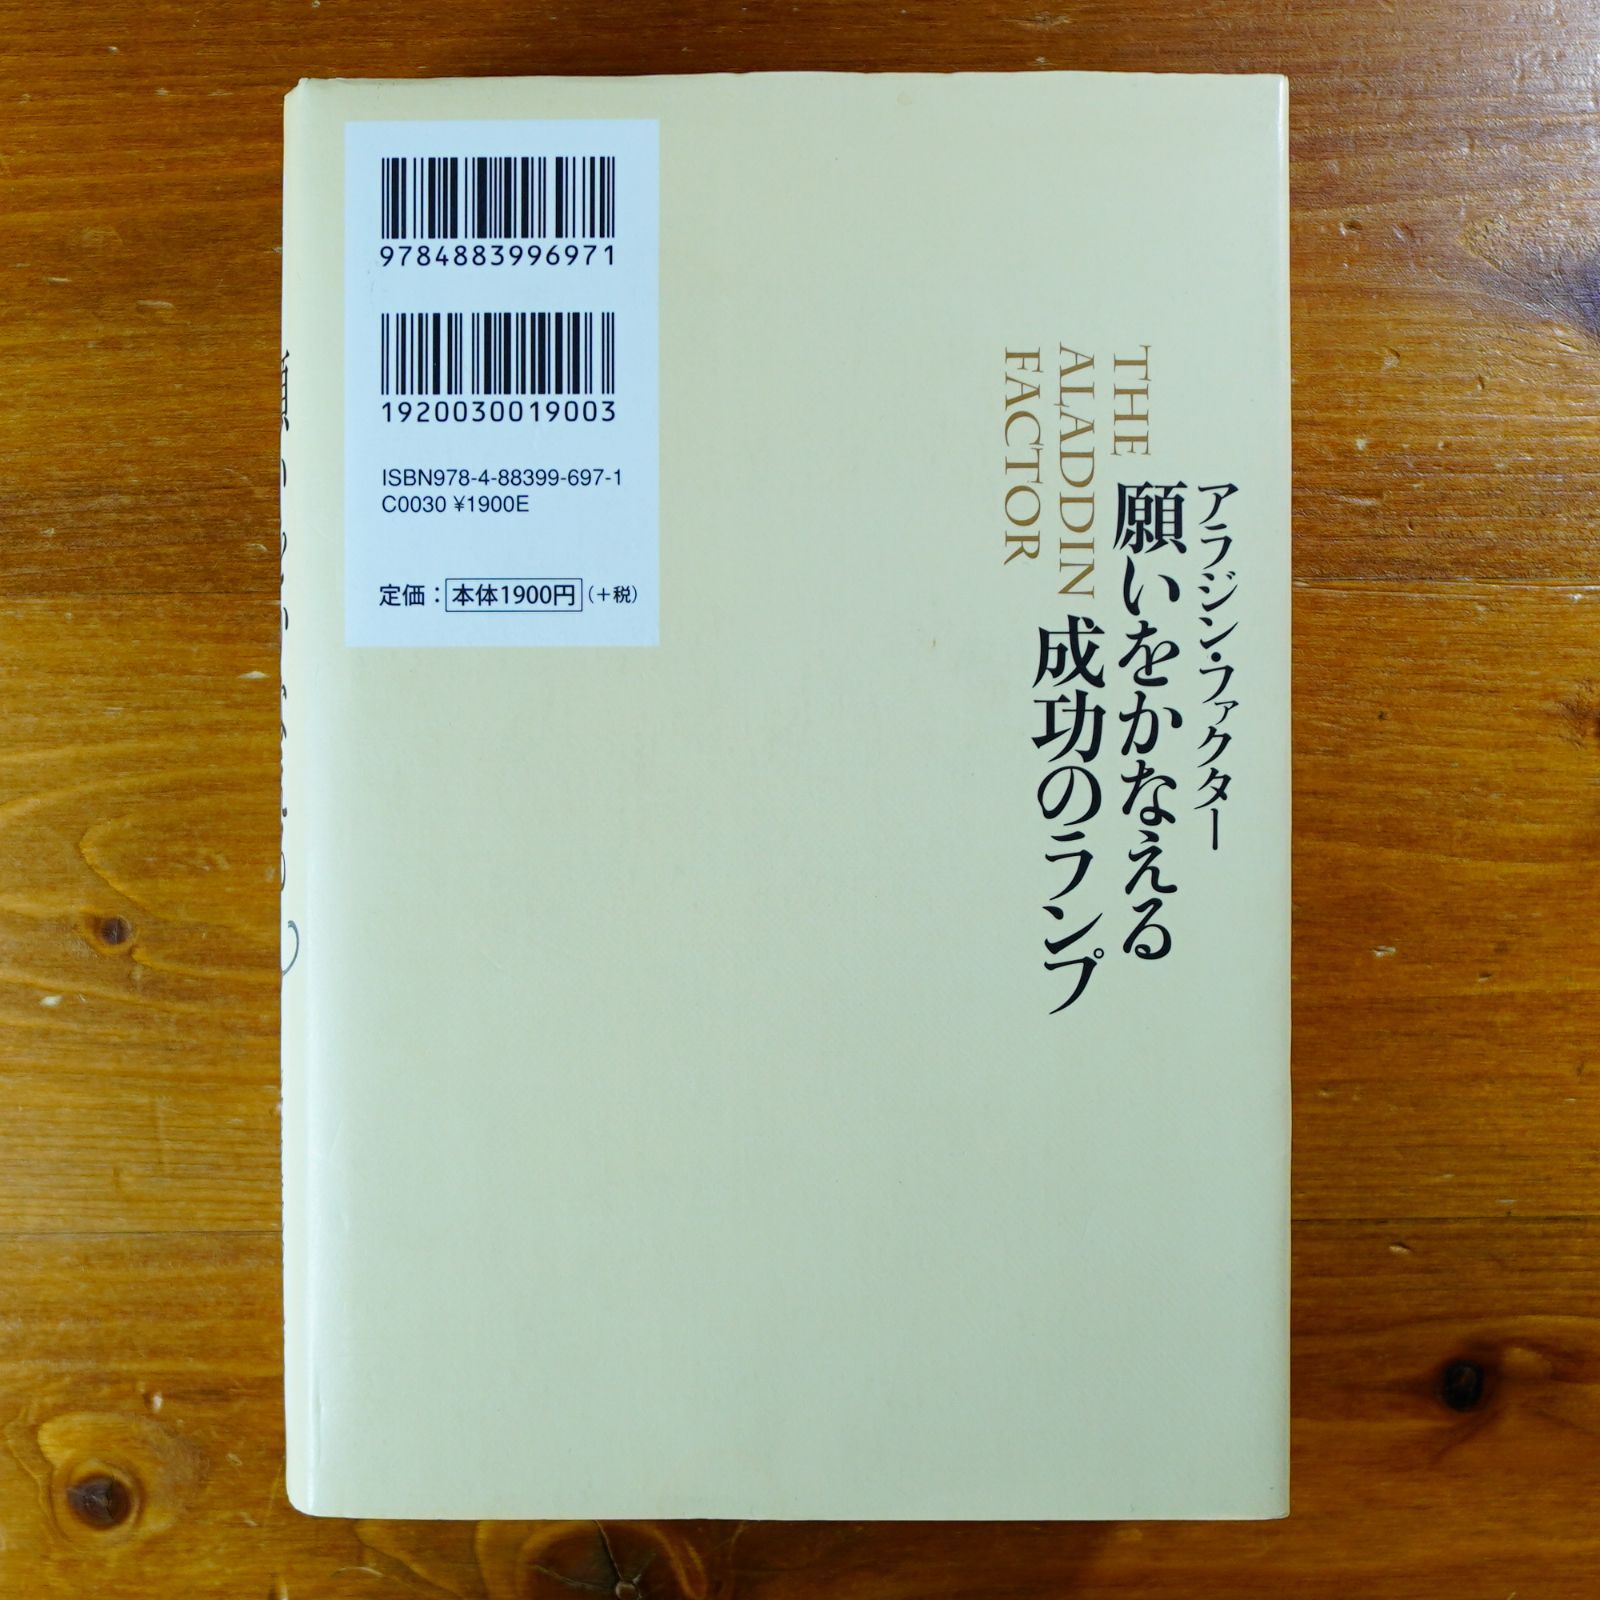 9784883996971
1920030019003
ISBN978-4-88399-697-1
C0030 ¥1900E
定価：本体1900円（＋税）
アラジン・ファクター
願いをかなえる
成功のランプ
THE
ALADDIN
FACTOR